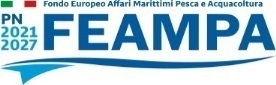 Fondo Europeo Affari Marittimi Pesca e Acquacoltura
PN
2021
2027
FEAMPA